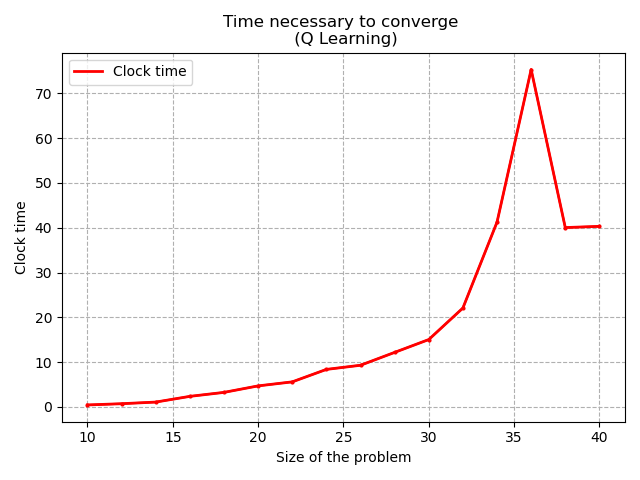 Time necessary to converge
(Q Learning)
Clock time
70
60
50
40
30
20
10
0
Clock time
10 15 20 25 30 35 40
Size of the problem